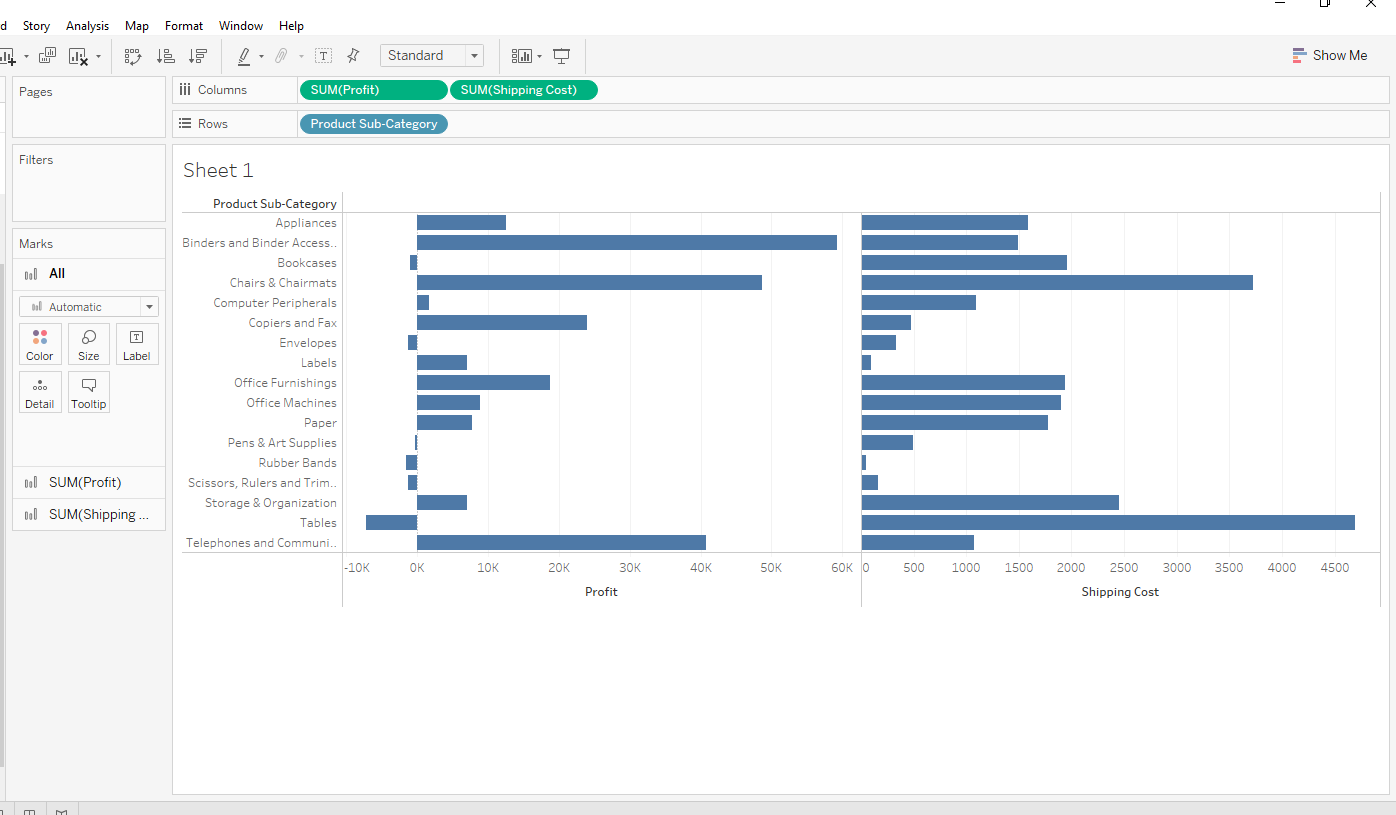 d Story Analysis Map Format Window Help
Standard
Show Me
Pages
Columns SUM(Profit) SUM(Shipping Cost)
Rows Product Sub-Category
Filters
Sheet 1
Marks
All
Automatic
Color Size Label
Detail Tooltip
SUM(Profit)
SUM(Shipping ...
Product Sub-Category
Appliances
Binders and Binder Access..
Bookcases
Chairs & Chairmats
Computer Peripherals
Copiers and Fax
Envelopes
Labels
Office Furnishings
Office Machines
Paper
Pens & Art Supplies
Rubber Bands
Scissors, Rulers and Trim..
Storage & Organization
Tables
Telephones and Communi..
-10K 0K 10K 20K 30K 40K 50K 60K 0 500 1000 1500 2000 2500 3000 3500 4000 4500
Profit Shipping Cost